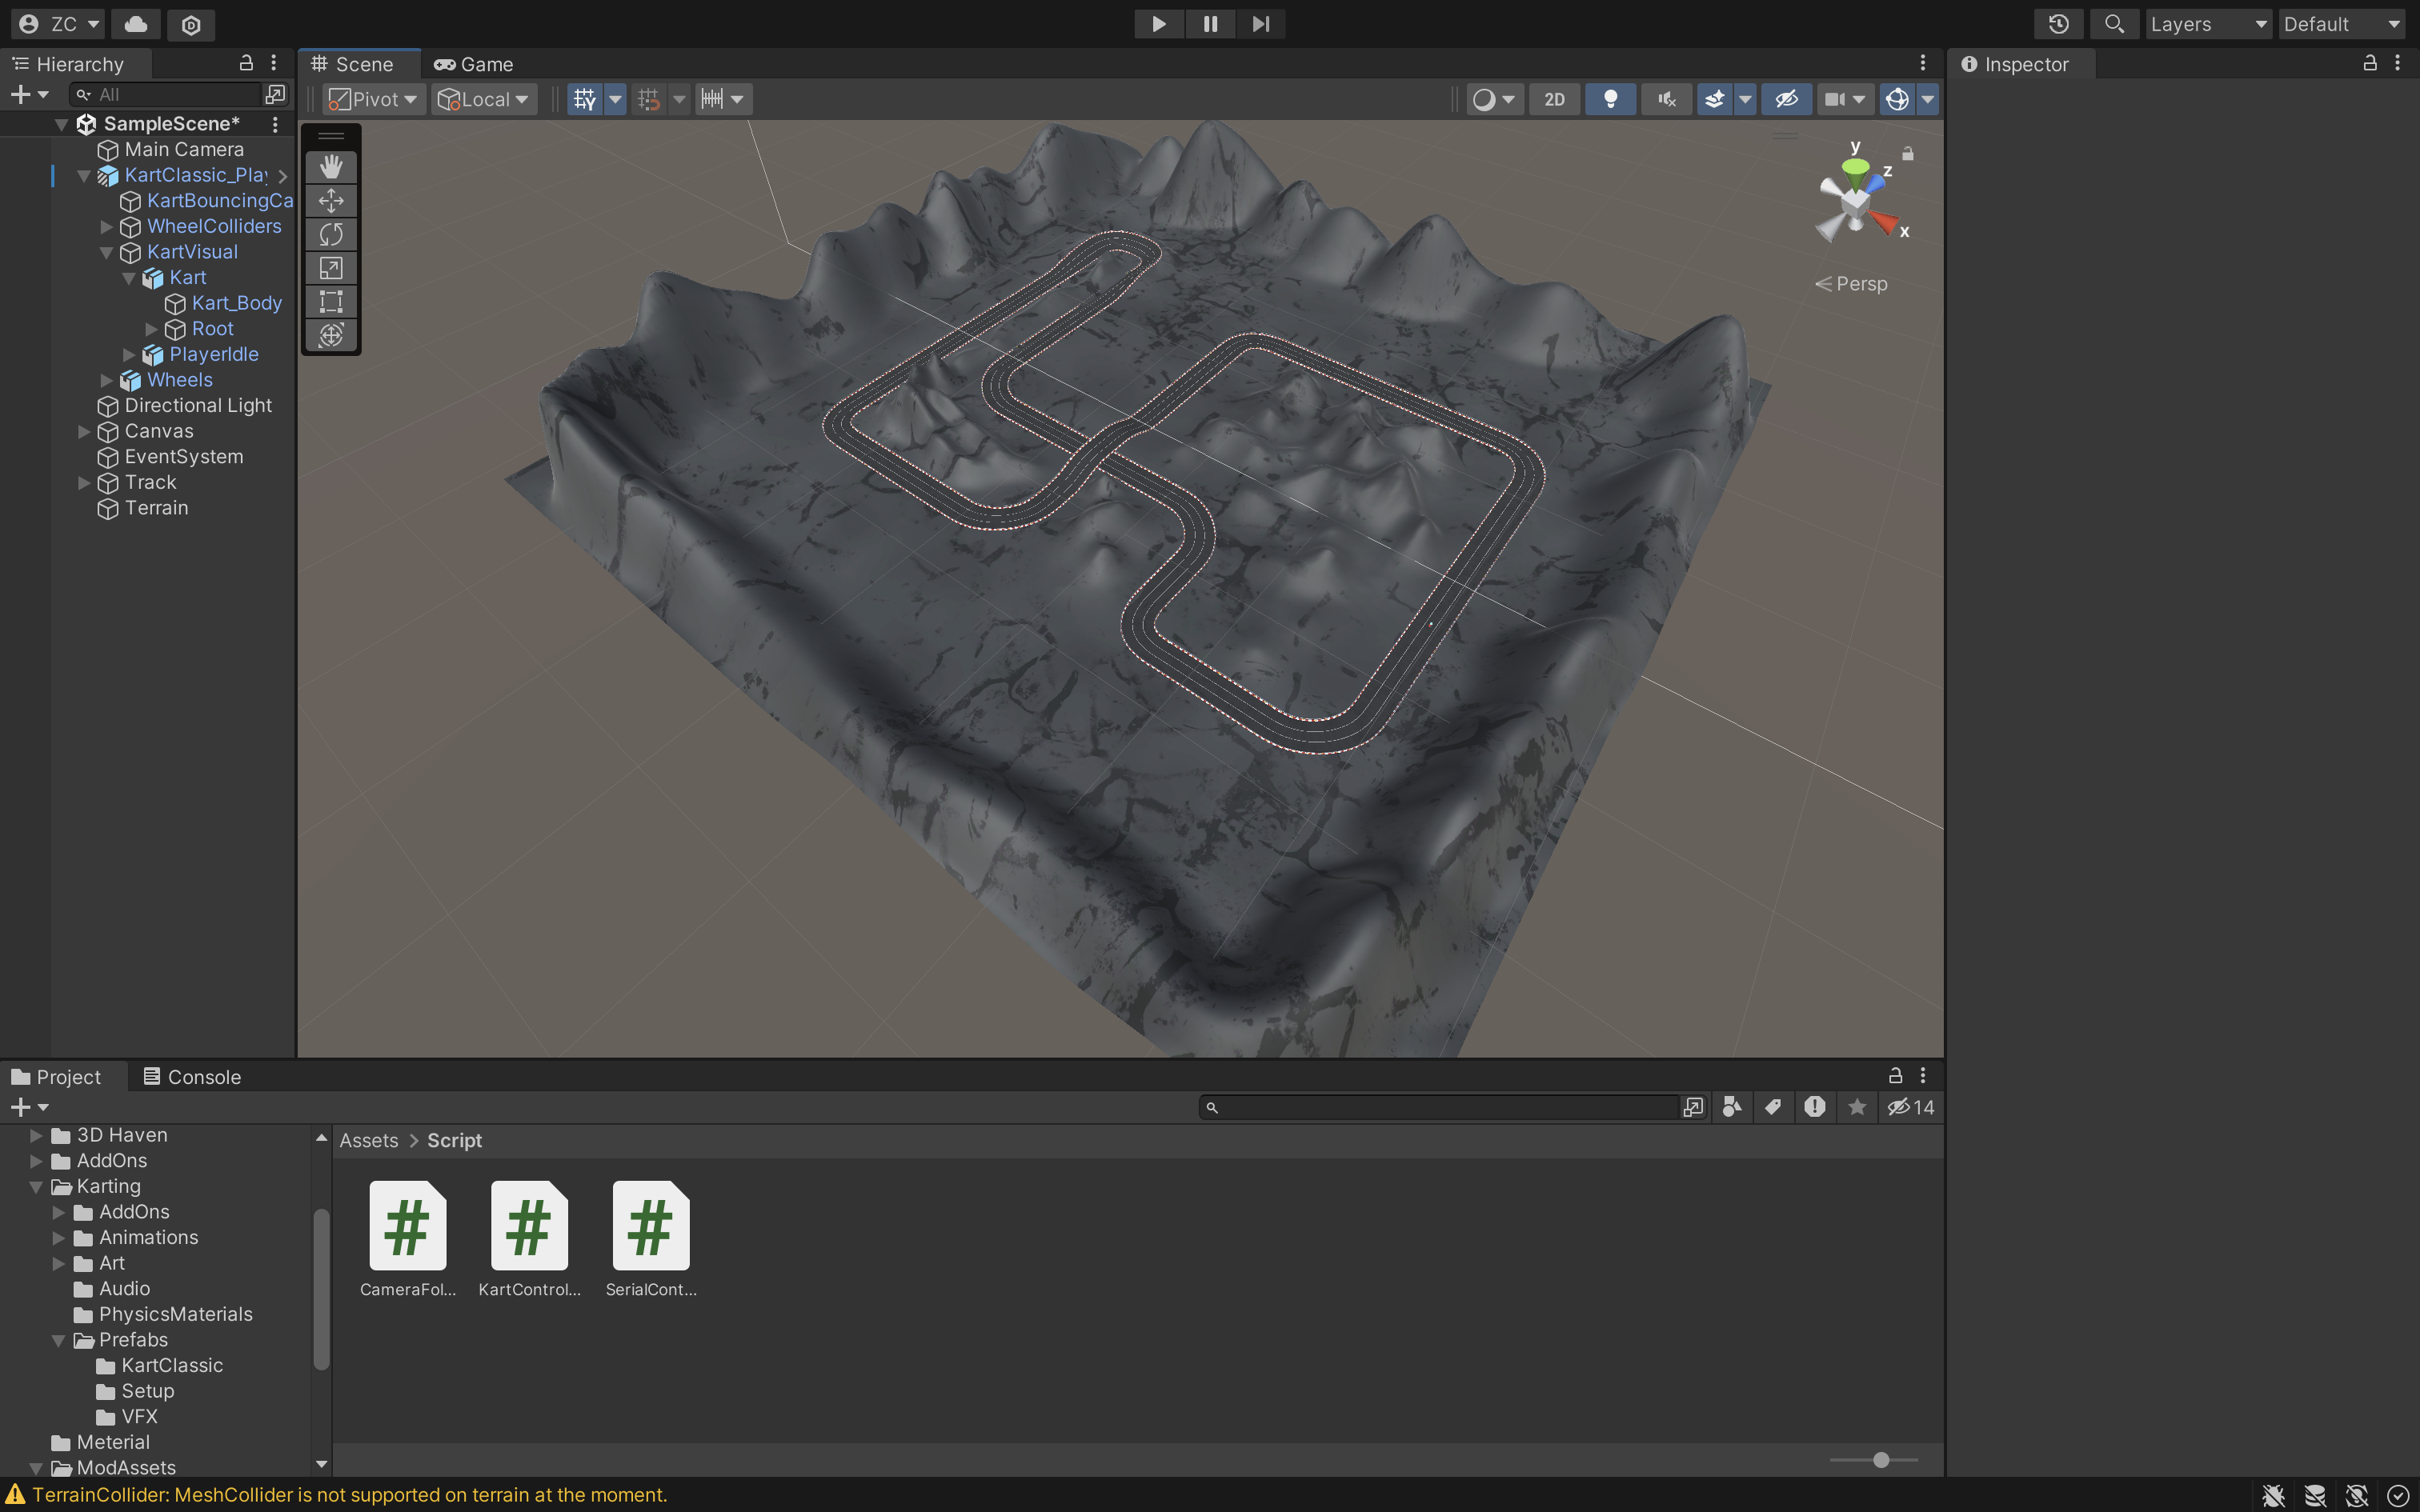 ZC
Layers
Default
Hierarchy
All
SampleScene*
Main Camera
KartClassic_Play
KartBouncingCa
WheelColliders
KartVisual
Kart
Kart_Body
Root
PlayerIdle
Wheels
Directional Light
Canvas
EventSystem
Track
Terrain
Scene
Game
Pivot
Local
2D
y
z
x
Persp
Inspector
Project
Console
14
3D Haven
AddOns
Karting
AddOns
Animations
Art
Audio
PhysicsMaterials
Prefabs
KartClassic
Setup
VFX
Meterial
ModAssets
Assets > Script
#
#
#
CameraFol...
KartControl...
SerialCont...
TerrainCollider: MeshCollider is not supported on terrain at the moment.